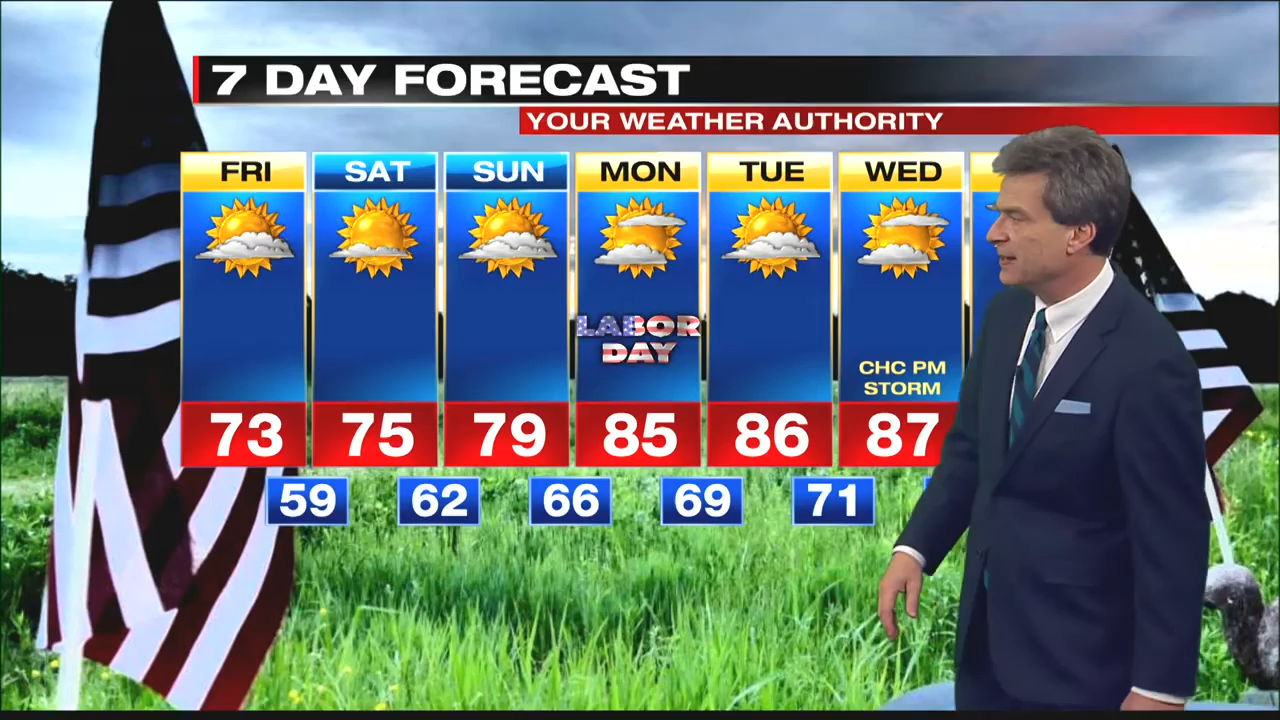 7 DAY FORECAST
YOUR WEATHER AUTHORITY
FRI SAT SUN MON TUE WED
LABOR
DAY
CHC PM
STORM
73 75 79 85 86 87
59 62 66 69 71